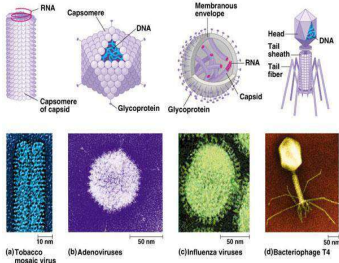 RNA
Capsomere
of capsid
Capsomere
DNA
Glycoprotein
Membranous
envelope
RNA
Capsid
Glycoprotein
Head
DNA
Tail
sheath
Tail
fiber
10 nm
50 nm
50 nm
50 nm
(a) Tobacco
mosaic virus
(b) Adenoviruses
(c) Influenza viruses
(d) Bacteriophage T4